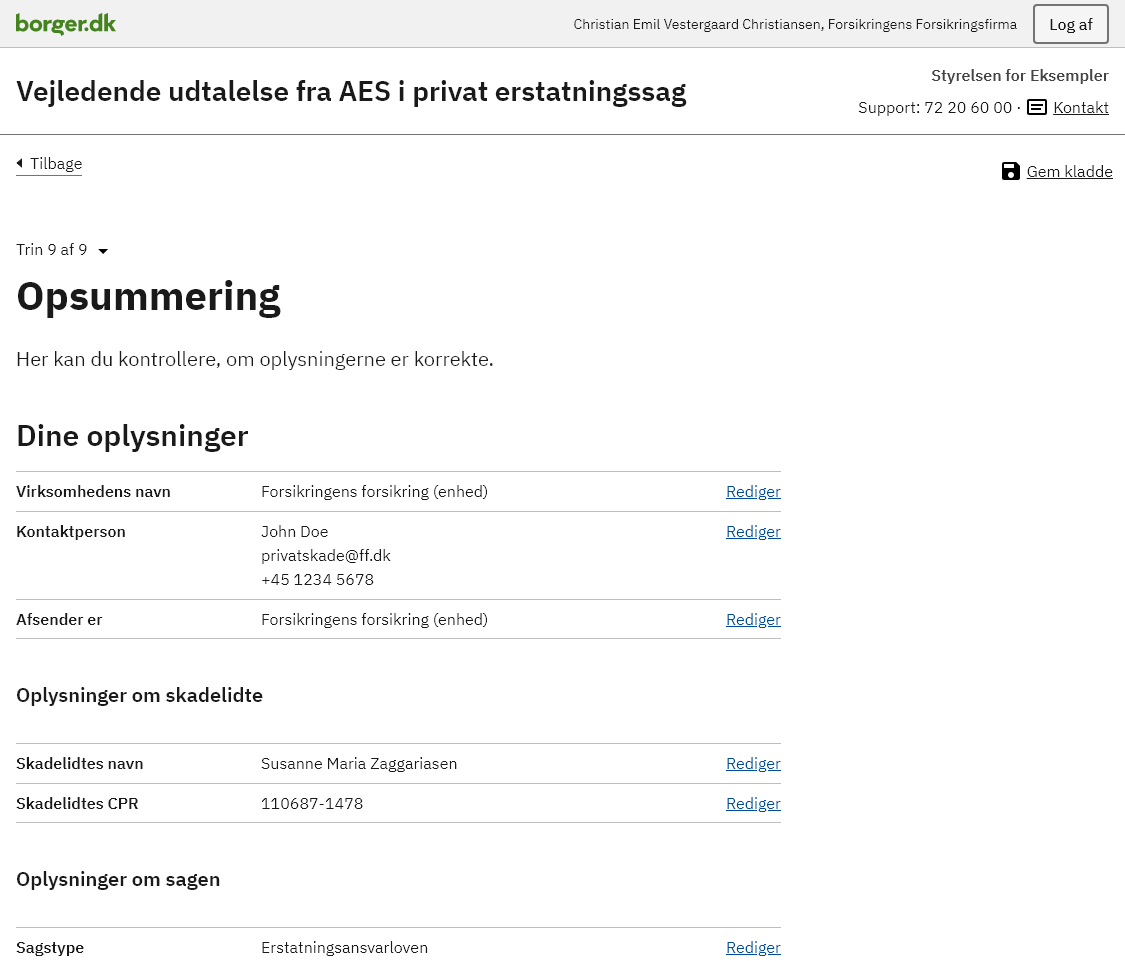 borger.dk
Christian Emil Vestergaard Christiansen, Forsikringens Forsikringsfirma
Log af
Vejledende udtalelse fra AES i privat erstatningssag
Styrelsen for Eksempler
Support: 72 20 60 00 · Kontakt
Tilbage
Gem kladde
Trin 9 af 9
Opsummering
Her kan du kontrollere, om oplysningerne er korrekte.
Dine oplysninger
Virksomhedens navn Forsikringens forsikring (enhed) Rediger
Kontaktperson John Doe Rediger
privatskade@ff.dk
+45 1234 5678
Afsender er Forsikringens forsikring (enhed) Rediger
Oplysninger om skadelidte
Skadelidtes navn Susanne Maria Zaggariasen Rediger
Skadelidtes CPR 110687-1478 Rediger
Oplysninger om sagen
Sagstype Erstatningsansvarloven Rediger